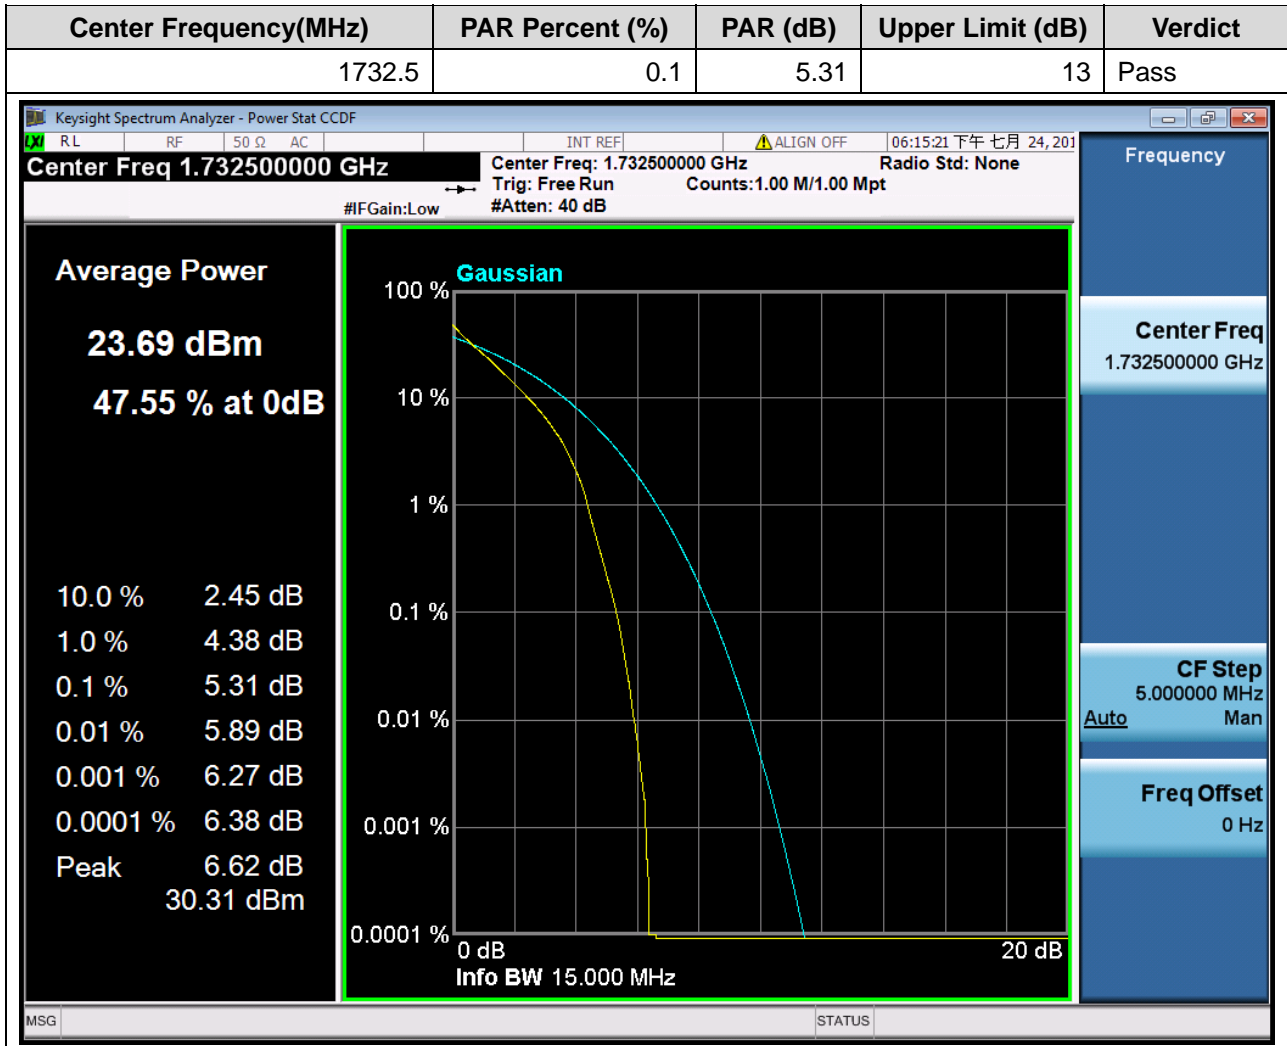 Center Frequency(MHz) PAR Percent (%) PAR (dB) Upper Limit (dB) Verdict
1732.5 0.1 5.31 13 Pass
Keysight Spectrum Analyzer - Power Stat CCDF
LXI RL RF 50 Ω AC INT REF ALIGN OFF 06:15:21 下午 七月 24, 201
Center Freq 1.732500000 GHz
Center Freq: 1.732500000 GHz Radio Std: None
Trig: Free Run Counts:1.00 M/1.00 Mpt
#IFGain:Low #Atten: 40 dB
Frequency
Average Power
23.69 dBm
47.55 % at 0dB
10.0 % 2.45 dB
1.0 % 4.38 dB
0.1 % 5.31 dB
0.01 % 5.89 dB
0.001 % 6.27 dB
0.0001 % 6.38 dB
Peak 6.62 dB
30.31 dBm
Gaussian
100 %
10 %
1 %
0.1 %
0.01 %
0.001 %
0.0001 %
0 dB 20 dB
Info BW 15.000 MHz
Center Freq
1.732500000 GHz
CF Step
5.000000 MHz
Auto Man
Freq Offset
0 Hz
MSG STATUS